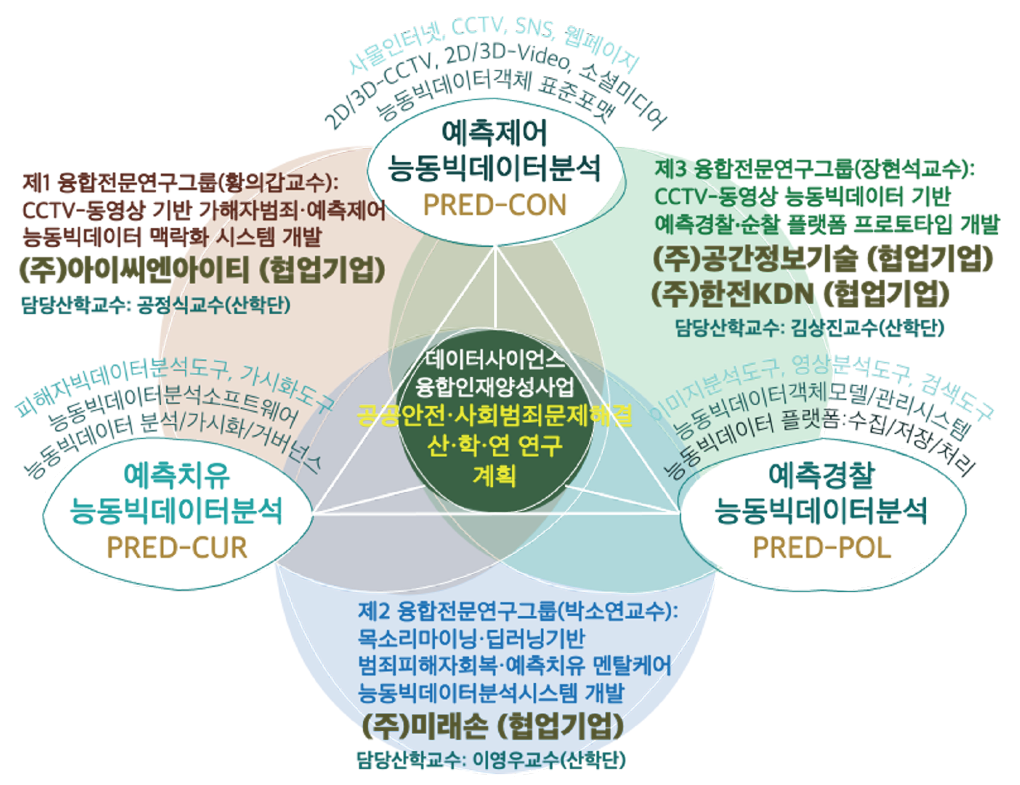 사물인터넷, CCTV, SNS, 웹페이지
2D/3D-CCTV, 2D/3D-Video, 소셜미디어
능동빅데이터객체 표준포맷
예측제어
능동빅데이터분석
PRED-CON
제1 융합전문연구그룹(황의갑교수):
CCTV-동영상 기반 가해자범죄·예측제어
능동빅데이터 맥락화 시스템 개발
(주)아이씨엔아이티 (협업기업)
담당산학교수: 공정식교수(산학단)
제3 융합전문연구그룹(장현석교수):
CCTV-동영상 능동빅데이터 기반
예측경찰·순찰 플랫폼 프로토타입 개발
(주)공간정보기술 (협업기업)
(주)한전KDN (협업기업)
담당산학교수: 김상진교수(산학단)
데이터사이언스
융합인재양성사업
공공안전·사회범죄문제해결
산·학·연 연구
계획
피해자빅데이터분석도구, 가시화도구
능동빅데이터분석소프트웨어
능동빅데이터 분석/가시화/거버넌스
예측치유
능동빅데이터분석
PRED-CUR
이미지분석도구, 영상분석도구, 검색도구
능동빅데이터객체모델/관리시스템
능동빅데이터 플랫폼:수집/저장/처리
예측경찰
능동빅데이터분석
PRED-POL
제2 융합전문연구그룹(박소연교수):
목소리마이닝·딥러닝기반
범죄피해자회복·예측치유 멘탈케어
능동빅데이터분석시스템 개발
(주)미래손 (협업기업)
담당산학교수: 이영우교수(산학단)